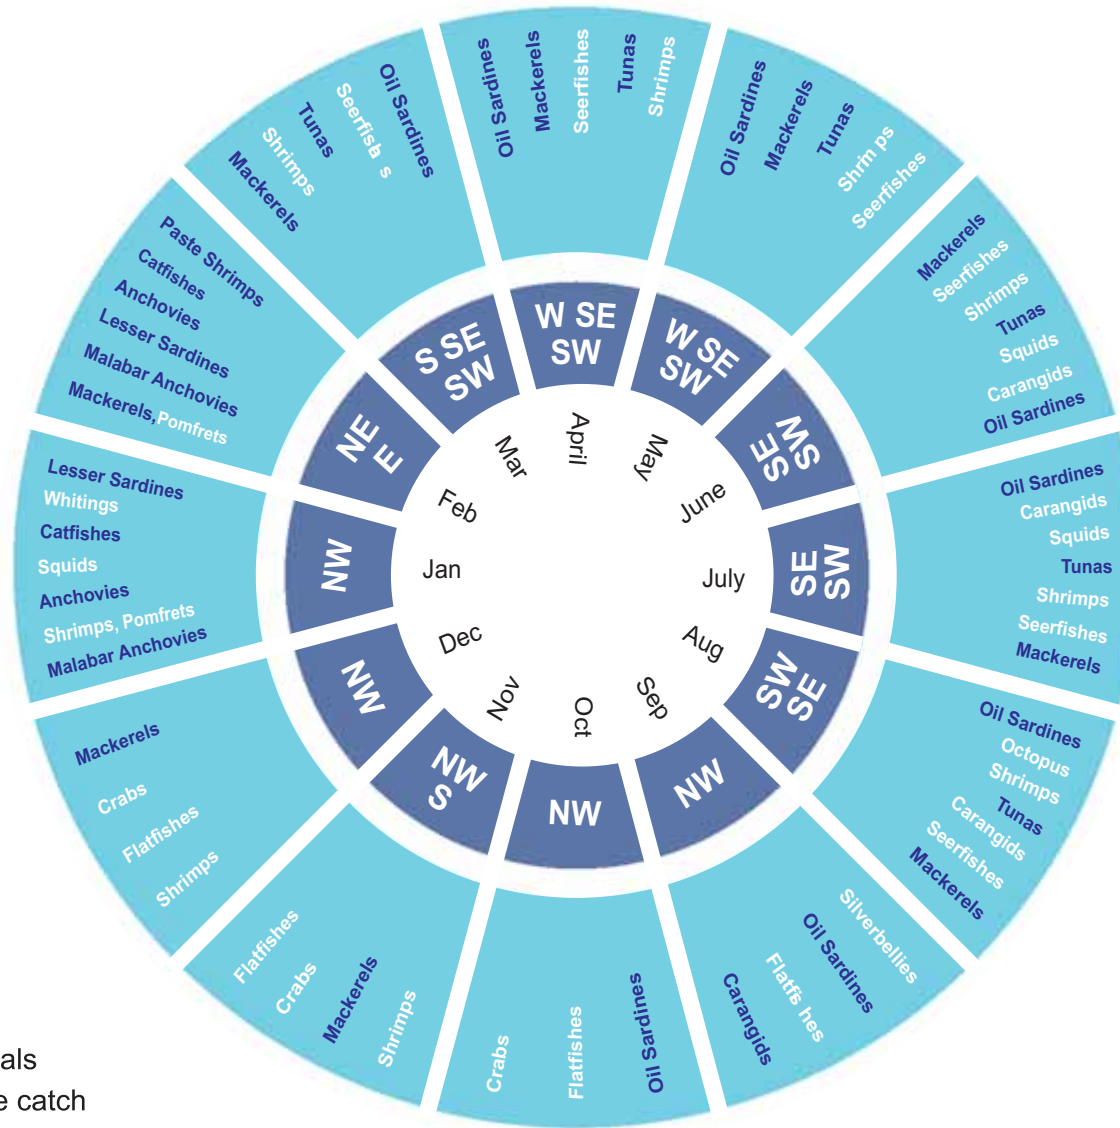 Oil Sardines
Mackerels
Seerfishes
Tunas
Shrimps
W SE
SW
April
Oil Sardines
Mackerels
Tunas
Shrim ps
Seerfishes
W SE
SW
May
Mackerels
Seerfishes
Shrimps
Tunas
Squids
Carangids
Oil Sardines
SW
SE
June
Oil Sardines
Carangids
Squids
Tunas
Shrimps
Seerfishes
Mackerels
SE
SW
July
Oil Sardines
Octopus
Shrimps
Tunas
Carangids
Seerfishes
Mackerels
SW
SE
Aug
Silverbellies
Oil Sardines
Flatfis hes
Carangids
NW
Sep
Oil Sardines
Flatfishes
Crabs
NW
Oct
Shrimps
Mackerels
Crabs
Flatfishes
NW
S
Nov
Mackerels
Crabs
Flatfishes
Shrimps
NW
Dec
Lesser Sardines
Whitings
Catfishes
Squids
Anchovies
Shrimps, Pomfrets
Malabar Anchovies
NW
Jan
Paste Shrimps
Catfishes
Anchovies
Lesser Sardines
Malabar Anchovies
Mackerels,Pomfrets
NE
E
Feb
Mackerels
Shrimps
Tunas
Seerfish s
Oil Sardines
S SE
SW
Mar
als
e catch